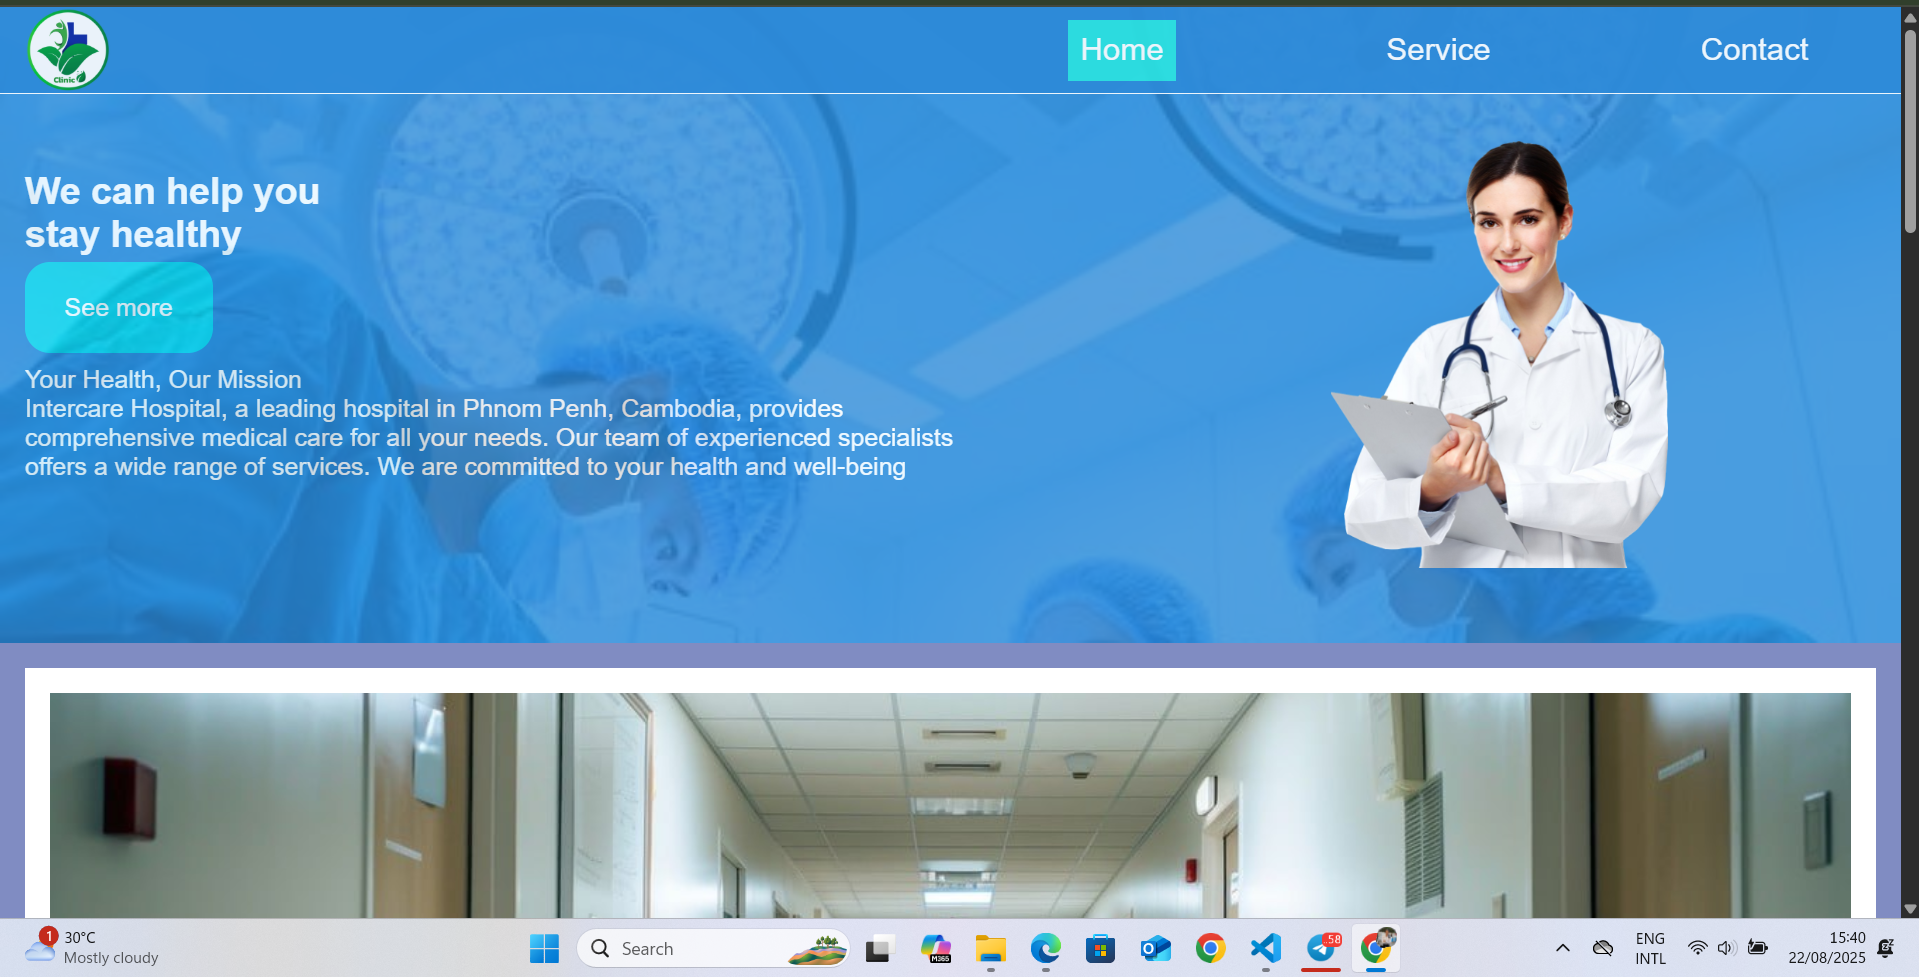 Clinic
Home
Service
Contact
We can help you
stay healthy
See more
Your Health, Our Mission
Intercare Hospital, a leading hospital in Phnom Penh, Cambodia, provides
comprehensive medical care for all your needs. Our team of experienced specialists
offers a wide range of services. We are committed to your health and well-being
1
30°C
Mostly cloudy
Search
M365
.58
ENG
INTL
15:40
22/08/2025